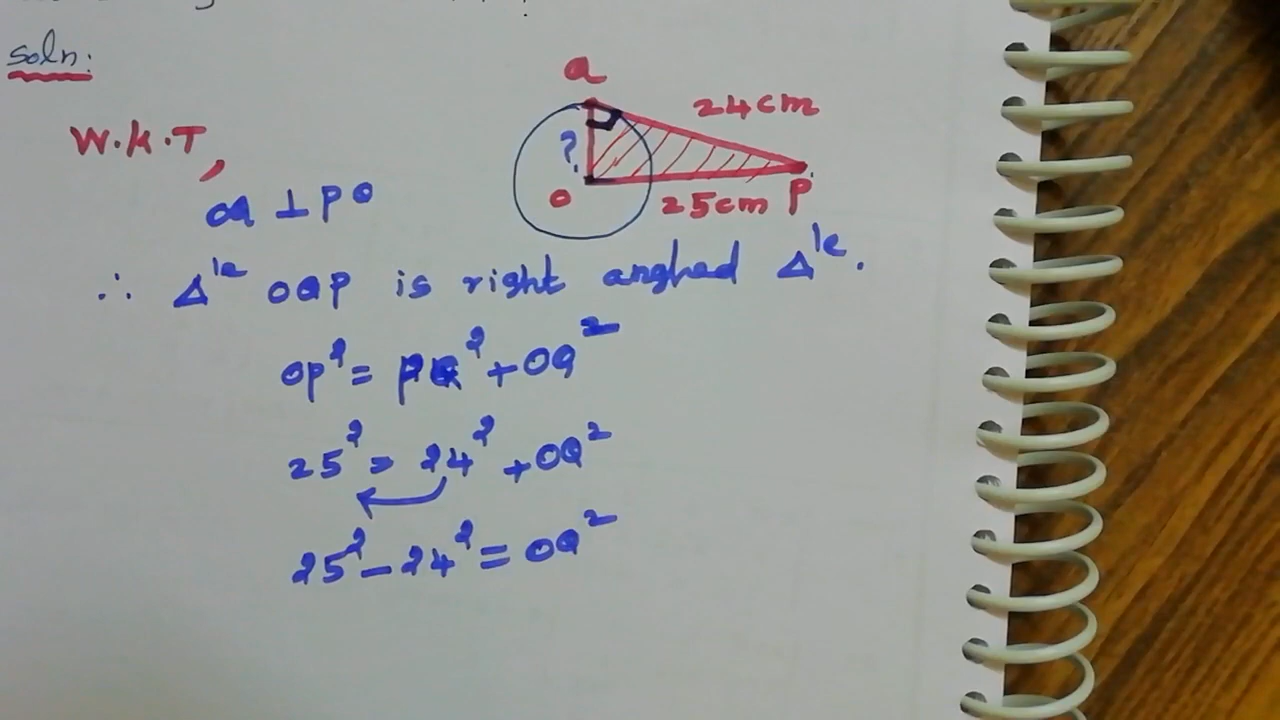 Soln:
Q
24cm
W.K.T,
?
O
25cm P
OQ ⊥ PO
∴ Δle OQP is right anghed Δle.
OP² = PQ² + OQ²
25² = 24² + OQ²
25² - 24² = OQ²